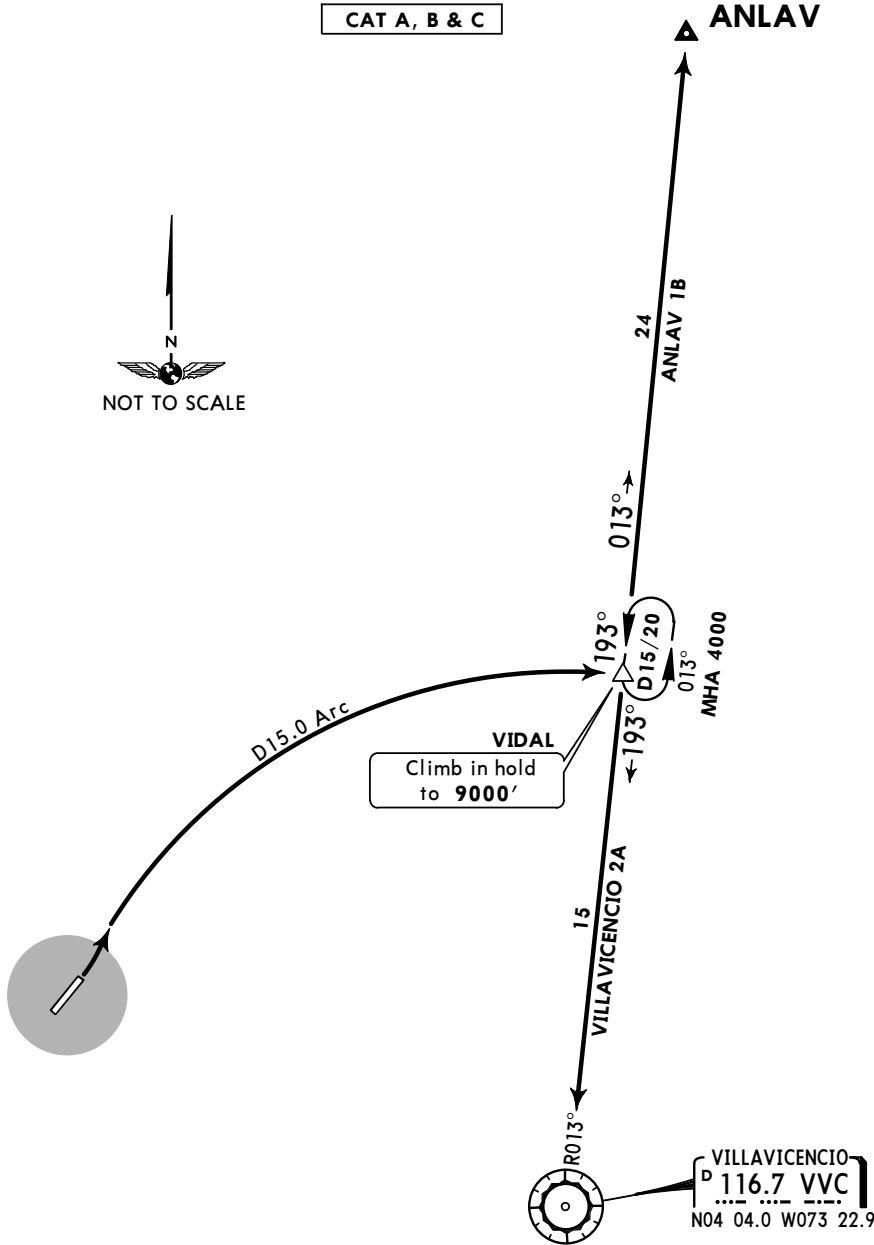 CAT A, B & C
ANLAV
N
NOT TO SCALE
24
ANLAV 1B
013°
193°
D15/20
013°
MHA 4000
D15.0 Arc
VIDAL
Climb in hold
to 9000'
193°
15
VILLAVICENCIO 2A
R013°
VILLAVICENCIO
D 116.7 VVC
N04 04.0 W073 22.9